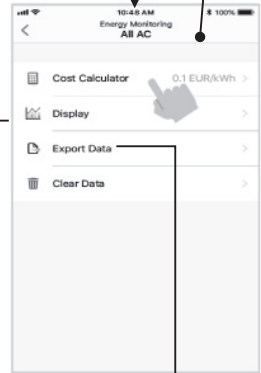 10:48 AM
100%
Energy Monitoring
All AC
Cost Calculator 0.1 EUR/kWh
Display
Export Data
Clear Data